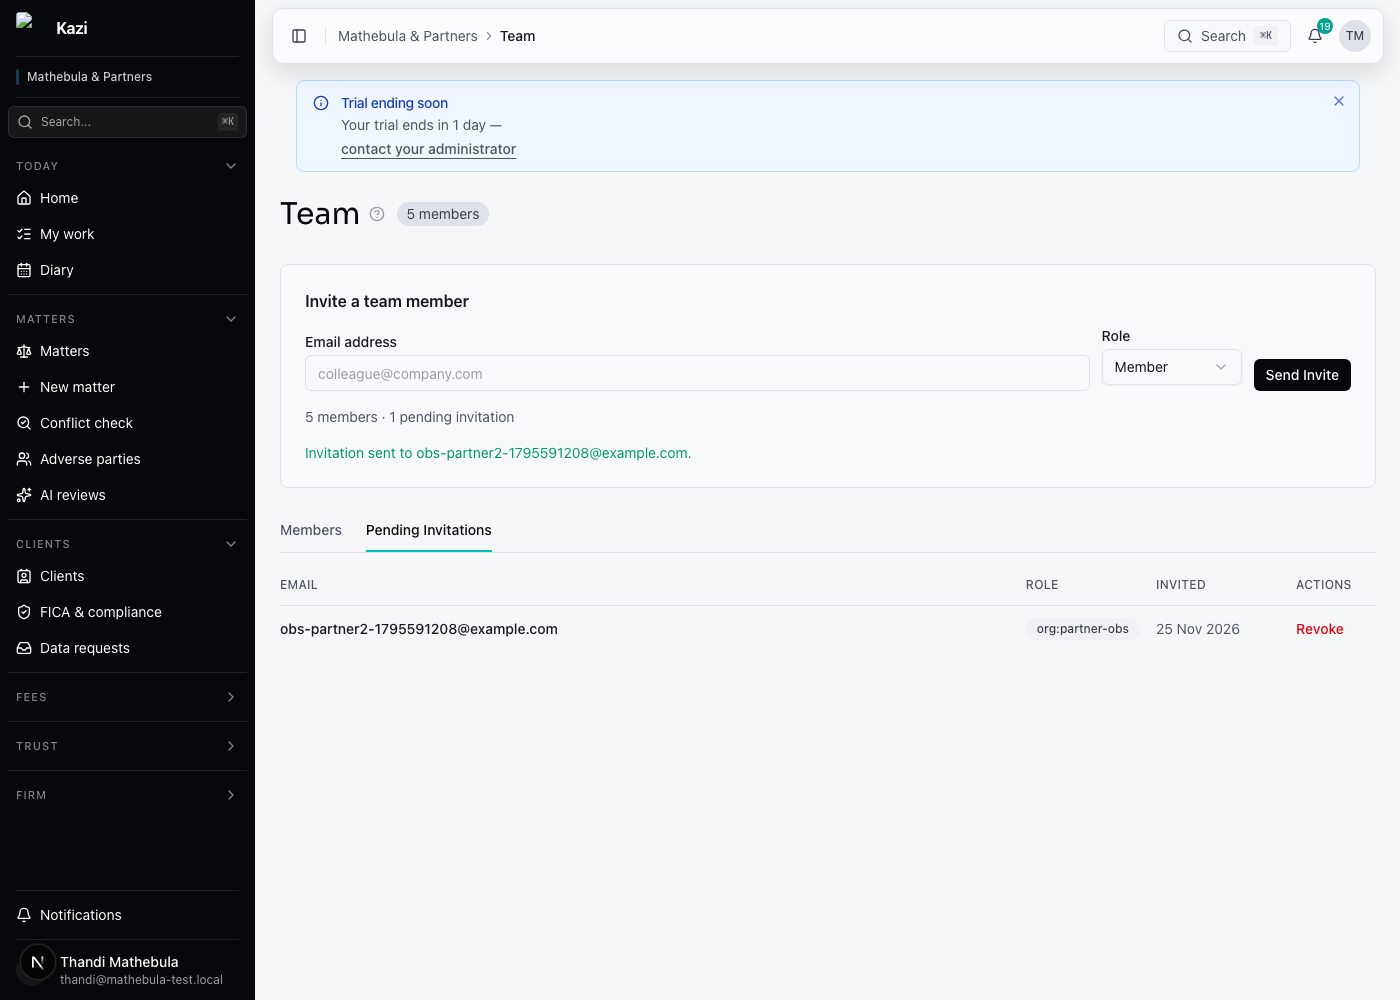 Kazi
Mathebula & Partners
Search...
⌘K
TODAY
Home
My work
Diary
MATTERS
Matters
New matter
Conflict check
Adverse parties
AI reviews
CLIENTS
Clients
FICA & compliance
Data requests
FEES
TRUST
FIRM
Notifications
N
Thandi Mathebula
thandi@mathebula-test.local
Mathebula & Partners > Team
Search ⌘K
19
TM
Trial ending soon
Your trial ends in 1 day —
contact your administrator
Team
5 members
Invite a team member
Email address
colleague@company.com
Role
Member
Send Invite
5 members · 1 pending invitation
Invitation sent to obs-partner2-1795591208@example.com.
Members
Pending Invitations
EMAIL ROLE INVITED ACTIONS
obs-partner2-1795591208@example.com org:partner-obs 25 Nov 2026 Revoke